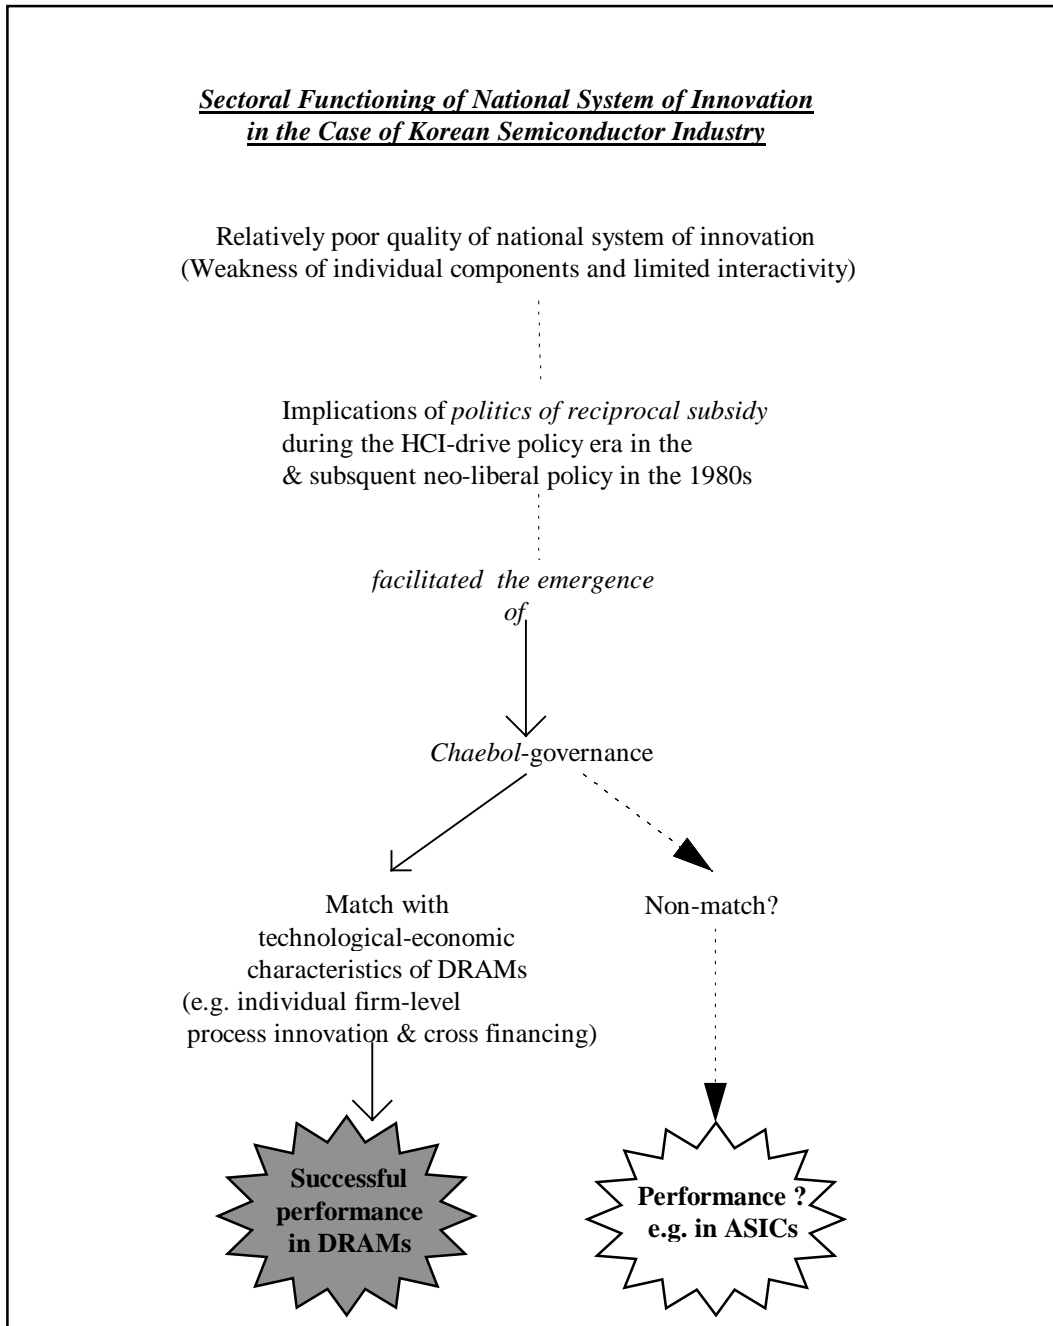 Sectoral Functioning of National System of Innovation
in the Case of Korean Semiconductor Industry
Relatively poor quality of national system of innovation
(Weakness of individual components and limited interactivity)
Implications of politics of reciprocal subsidy
during the HCI-drive policy era in the
& subsquent neo-liberal policy in the 1980s
facilitated the emergence
of
Chaebol-governance
Match with
technological-economic
characteristics of DRAMs
(e.g. individual firm-level
process innovation & cross financing)
Non-match?
Successful
performance
in DRAMs
Performance ?
e.g. in ASICs